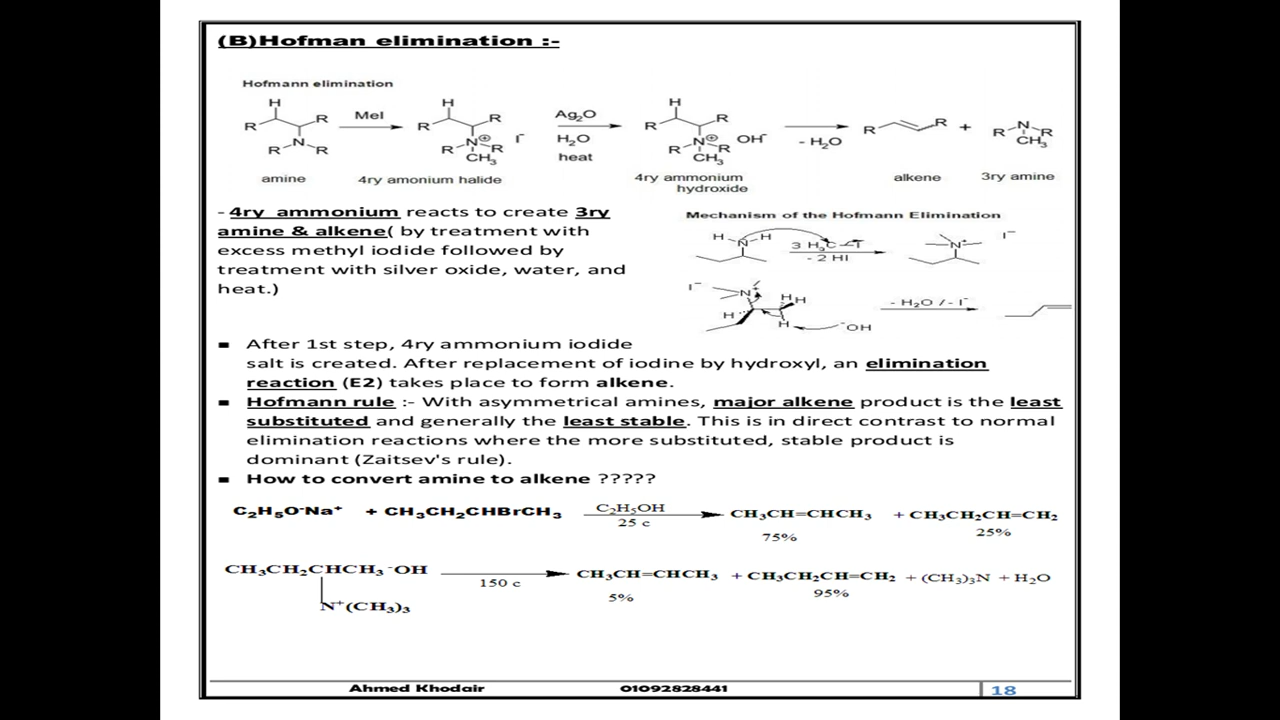 (B)Hofman elimination :-
Hofmann elimination
H H H
R R MeI R R Ag₂O R R R R
N N⊕ I⁻ H₂O N⊕ OH⁻ - H₂O + N
R R R CH₃ R heat R CH₃ R R CH₃ R
amine 4ry amonium halide 4ry ammonium hydroxide alkene 3ry amine
- 4ry ammonium reacts to create 3ry
amine & alkene( by treatment with
excess methyl iodide followed by
treatment with silver oxide, water, and
heat.)
Mechanism of the Hofmann Elimination
H N H 3 H₃C I N⁺ I⁻
- 2 HI
I⁻ N⁺ H H - H₂O / - I⁻
H H ⁻OH
▪ After 1st step, 4ry ammonium iodide
salt is created. After replacement of iodine by hydroxyl, an elimination
reaction (E2) takes place to form alkene.
▪ Hofmann rule :- With asymmetrical amines, major alkene product is the least
substituted and generally the least stable. This is in direct contrast to normal
elimination reactions where the more substituted, stable product is
dominant (Zaitsev's rule).
▪ How to convert amine to alkene ?????
C₂H₅O⁻Na⁺ + CH₃CH₂CHBrCH₃ C₂H₅OH CH₃CH=CHCH₃ + CH₃CH₂CH=CH₂
25 c 75% 25%
CH₃CH₂CHCH₃ ⁻OH 150 c CH₃CH=CHCH₃ + CH₃CH₂CH=CH₂ + (CH₃)₃N + H₂O
N⁺(CH₃)₃ 5% 95%
Ahmed Khodair 01092828441 18